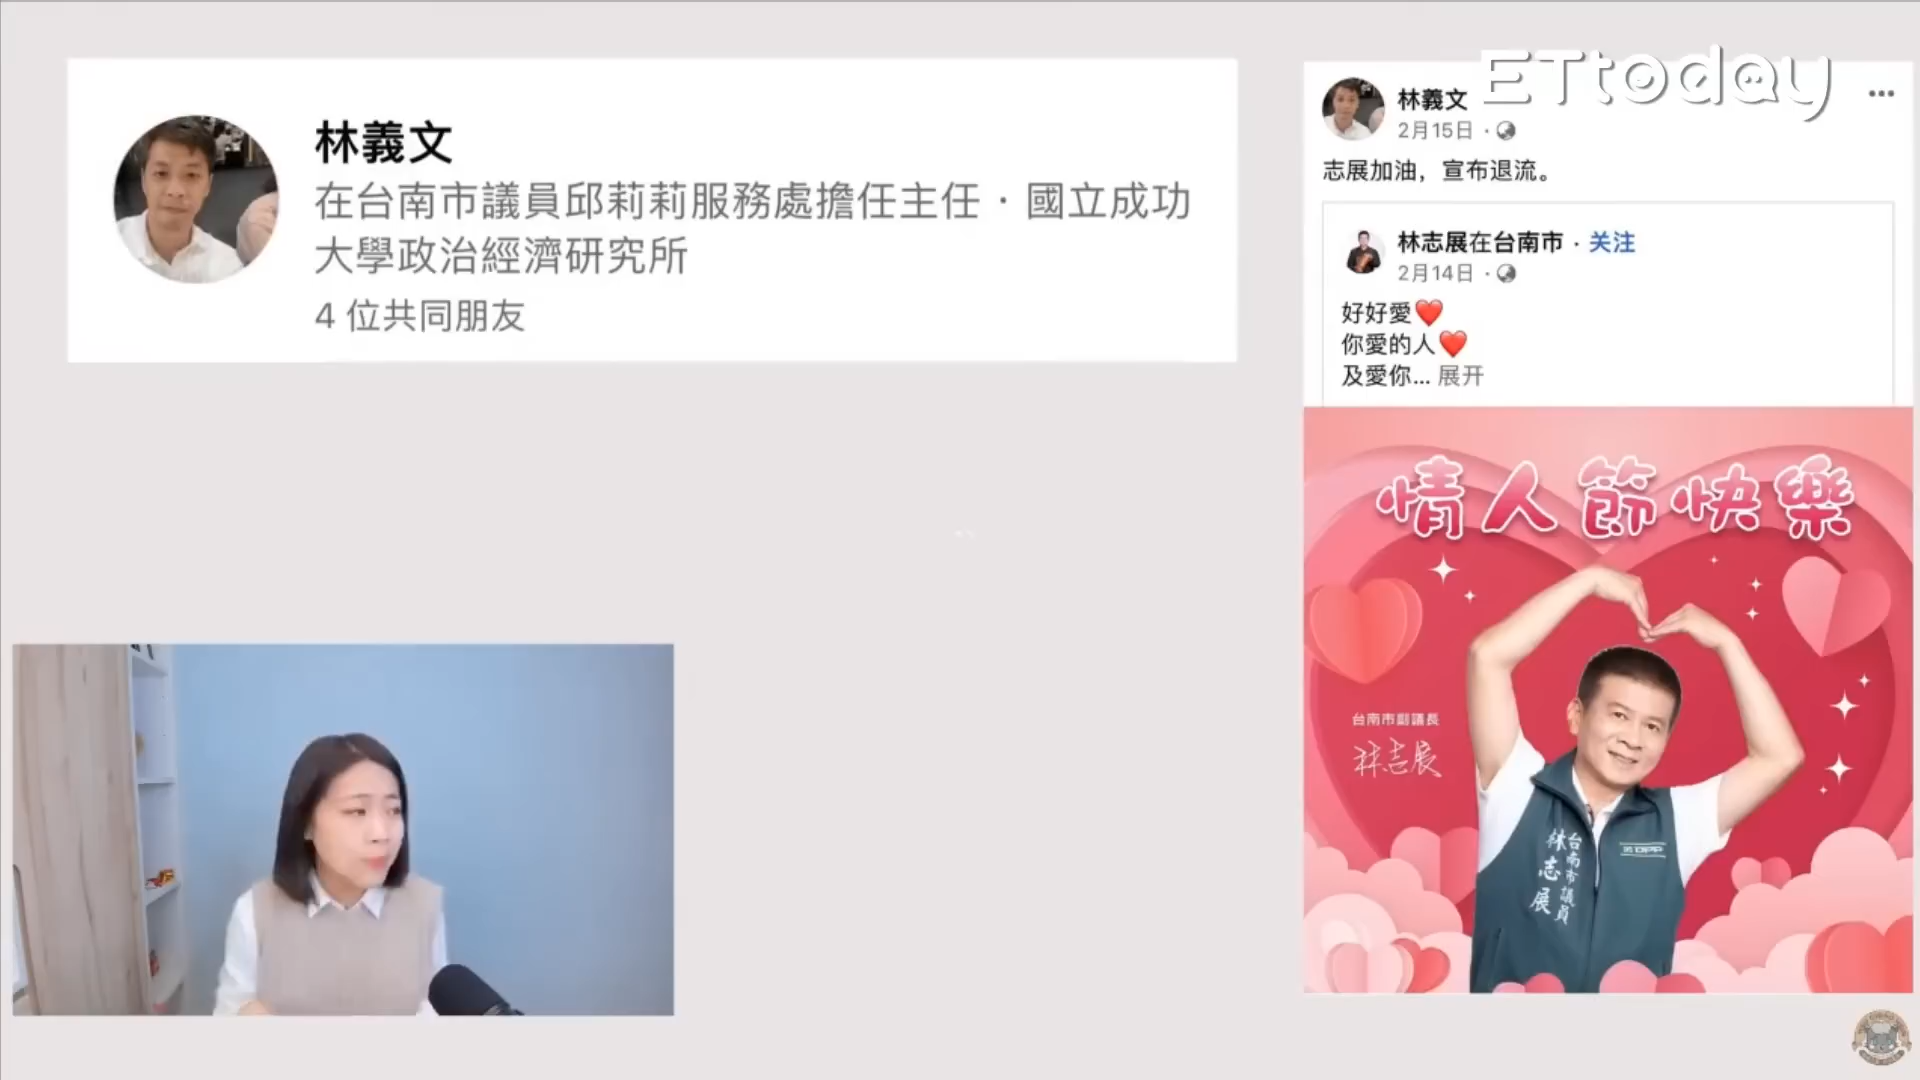 林義文
在台南市議員邱莉莉服務處擔任主任·國立成功
大學政治經濟研究所
4 位共同朋友
ETtoday
林義文
2月15日 ·
志展加油，宣布退流。
林志展在台南市 · 关注
2月14日 ·
好好愛❤️
你愛的人❤️
及愛你... 展开
情人節快樂
台南市副議長
林志展
台南市議員
林志展
DPP